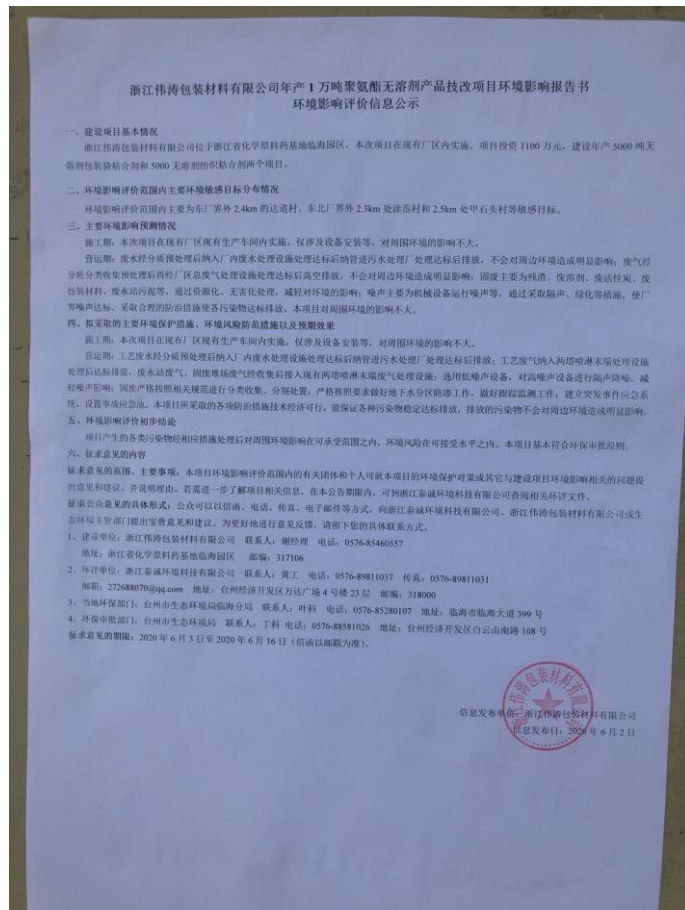 浙江伟涛包装材料有限公司年产 1 万吨聚氨酯无溶剂产品技改项目环境影响报告书
环境影响评价信息公示
一、建设项目基本情况
浙江伟涛包装材料有限公司位于浙江省化学原料药基地临海园区，本次项目在现有厂区内实施。项目投资 1100 万元，建设年产 5000 吨无
溶剂包装袋粘合剂和 5000 无溶剂纺织粘合剂两个项目。
二、环境影响评价范围内主要环境敏感目标分布情况
环境影响评价范围内主要为东厂界外 2.4km 的达道村、东北厂界外 2.3km 处涂岙村和 2.5km 处甲石头村等敏感目标。
三、主要环境影响预测情况
施工期：本次项目在现有厂区现有生产车间内实施，仅涉及设备安装等，对周围环境的影响不大。
营运期：废水经分质预处理后纳入厂内废水处理设施处理达标后纳管进污水处理厂处理达标后排放，不会对周边环境造成明显影响；废气经
分质分类收集预处理后再经厂区总废气处理设施处理达标后高空排放，不会对周边环境造成明显影响；固废主要为残渣、废溶剂、废活性炭、废
包装材料、废水站污泥等，通过资源化、无害化处理，减轻对环境的影响；噪声主要为机械设备运行噪声等，通过采取隔声、绿化等措施，使厂
界噪声达标。采取合理的防治措施使各污染物达标排放，本项目对周围环境的影响不大。
四、拟采取的主要环境保护措施、环境风险防范措施以及预期效果
施工期：本次项目在现有厂区现有生产车间内实施，仅涉及设备安装等，对周围环境的影响不大。
营运期：工艺废水经分质预处理后纳入厂内废水处理设施处理达标后纳管进污水处理厂处理达标后排放；工艺废气纳入两塔喷淋末端处理设施
处理后达标排放，废水站废气、固废堆场废气经收集后接入现有两塔喷淋末端废气处理设施；选用低噪声设备，对高噪声设备进行隔声降噪，减
轻噪声影响；固废严格按照相关规范进行分类收集、分别处置；严格按照要求做好地下水分区防渗工作，做好跟踪监测工作；建立突发事件应急系
统，设置事故应急池。本项目所采取的各项防治措施技术经济可行，能保证各种污染物稳定达标排放，排放的污染物不会对周边环境造成明显影响。
五、环境影响评价初步结论
项目产生的各类污染物经相应措施处理后对周围环境影响在可承受范围之内，环境风险在可接受水平之内。本项目基本符合环保审批原则。
六、征求意见的内容
征求意见的范围、主要事项：本项目环境影响评价范围内的有关团体和个人可就本项目的环境保护对策或其它与建设项目环境影响相关的问题提
出意见和建议，并说明理由。若需进一步了解项目相关信息，在本公告期限内，可到浙江泰诚环境科技有限公司查阅相关环评文件。
征求公众意见的具体形式：公众可以以信函、电话、传真、电子邮件等方式，向浙江泰诚环境科技有限公司、浙江伟涛包装材料有限公司或生
态环境主管部门提出宝贵意见和建议。为更好地进行意见反馈，请留下您的具体联系方式。
1、建设单位：浙江伟涛包装材料有限公司 联系人：谢经理 电话：0576-85460557
地址：浙江省化学原料药基地临海园区 邮编：317106
2、环评单位：浙江泰诚环境科技有限公司 联系人：黄工 电话：0576-89811037 传真：0576-89811031
邮箱：272688070@qq.com 地址：台州经济开发区万达广场 4 号楼 23 层 邮编：318000
3、当地环保部门：台州市生态环境局临海分局 联系人：叶科 电话：0576-85280107 地址：临海市临海大道 399 号
4、环保审批部门：台州市生态环境局 联系人：丁科 电话：0576-88581026 地址：台州经济开发区白云山南路 108 号
征求意见的期限：2020 年 6 月 3 日至 2020 年 6 月 16 日（信函以邮戳为准）。
浙江伟涛包装材料有限公司
信息发布单位：浙江伟涛包装材料有限公司
信息发布日：2020 年 6 月 2 日